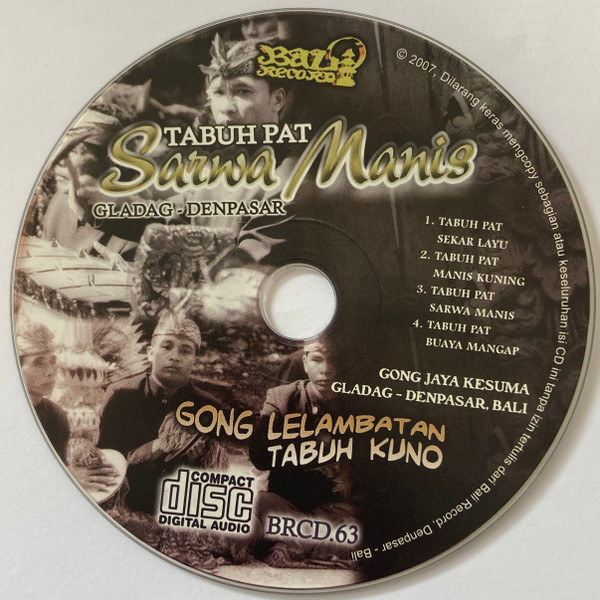 Bali
Record
TABUH PAT
Sarwa Manis
GLADAG - DENPASAR
1. TABUH PAT
SEKAR LAYU
2. TABUH PAT
MANIS KUNING
3. TABUH PAT
SARWA MANIS
4. TABUH PAT
BUAYA MANGAP
GONG JAYA KESUMA
GLADAG - DENPASAR, BALI
GONG LELAMBATAN
TABUH KUNO
COMPACT
disc
DIGITAL AUDIO
BRCD.63
© 2007, Dilarang keras mengcopy sebagian atau keseluruhan isi CD ini tanpa izin tertulis dari Bali Record. Denpasar - Bali